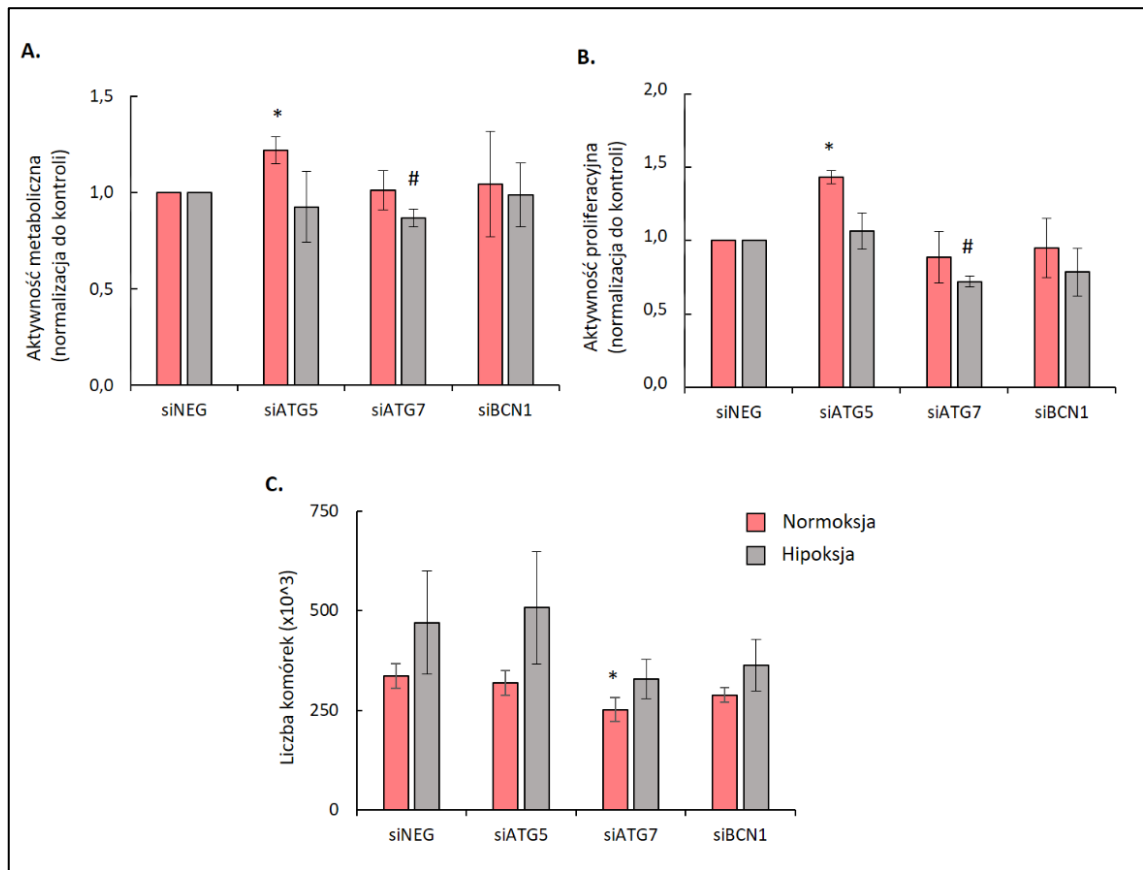 A.
Aktywność metaboliczna
(normalizacja do kontroli)
1,5
1,0
0,5
0,0
*
#
siNEG
siATG5
siATG7
siBCN1
B.
Aktywność proliferacyjna
(normalizacja do kontroli)
2,0
1,5
1,0
0,5
0,0
*
#
siNEG
siATG5
siATG7
siBCN1
C.
Liczba komórek (x10^3)
750
500
250
0
*
siNEG
siATG5
siATG7
siBCN1
Normoksja
Hipoksja